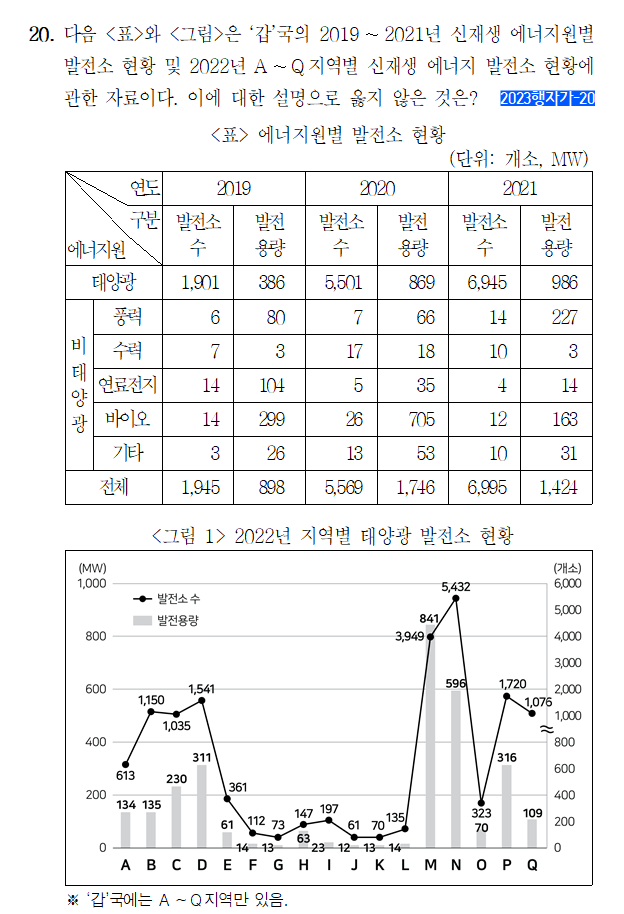 20. 다음 <표>와 <그림>은 ‘갑’국의 2019 ~ 2021년 신재생 에너지원별
발전소 현황 및 2022년 A ~ Q지역별 신재생 에너지 발전소 현황에
관한 자료이다. 이에 대한 설명으로 옳지 않은 것은? 2023행자가-20
<표> 에너지원별 발전소 현황
(단위: 개소, MW)
연도 2019 2020 2021
구분 발전소 수 발전 용량 발전소 수 발전 용량 발전소 수 발전 용량
에너지원
태양광 1,901 386 5,501 869 6,945 986
비태양광
풍력 6 80 7 66 14 227
수력 7 3 17 18 10 3
연료전지 14 104 5 35 4 14
바이오 14 299 26 705 12 163
기타 3 26 13 53 10 31
전체 1,945 898 5,569 1,746 6,995 1,424
<그림 1> 2022년 지역별 태양광 발전소 현황
(MW) (개소)
1,000 800 600 400 200 0
발전소 수
발전용량
6,000 5,000 4,000 3,000 2,000 1,000 800 600 400 200 0
613 1,150 1,035 1,541 361 112 73 147 197 61 70 135 3,949 5,432 323 1,720 1,076
134 135 230 311 61 14 13 63 23 12 13 14 841 596 70 316 109
A B C D E F G H I J K L M N O P Q
※ ‘갑’국에는 A ~ Q지역만 있음.